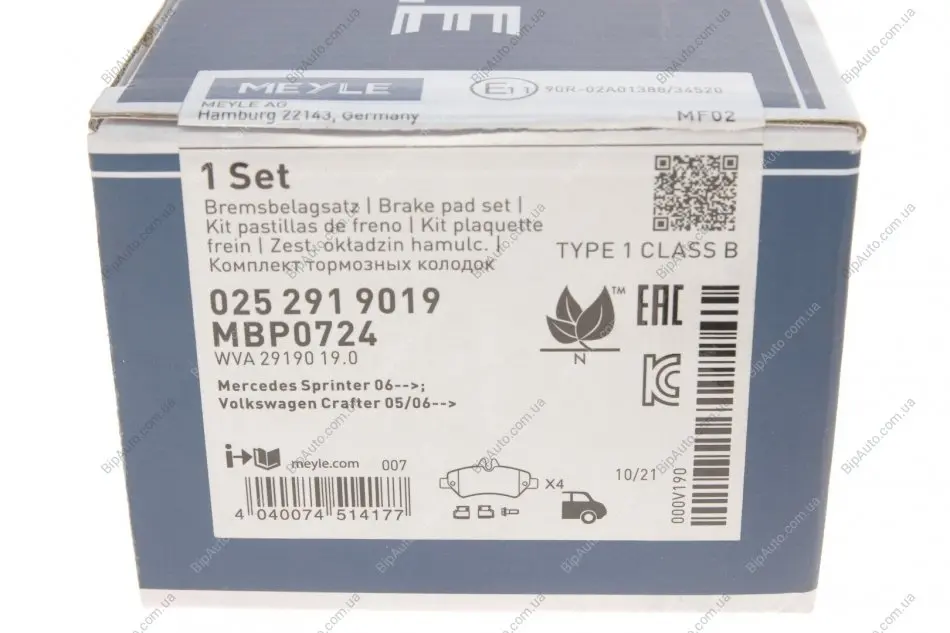 LE
MEYLE
MEYLE AG
Hamburg 22143, Germany
E11
90R-02A01388/34520
MF02
1 Set
Bremsbelagsatz | Brake pad set |
Kit pastillas de freno | Kit plaquette
frein | Zest. okładzin hamulc. |
Комплект тормозных колодок
TYPE 1 CLASS B
025 291 9019
MBP0724
WVA 29190 19.0
TM
EAC
N
Mercedes Sprinter 06-->;
Volkswagen Crafter 05/06-->
meyle.com
007
X4
10/21
000V190
4 040074 514177
BipAuto.com.ua